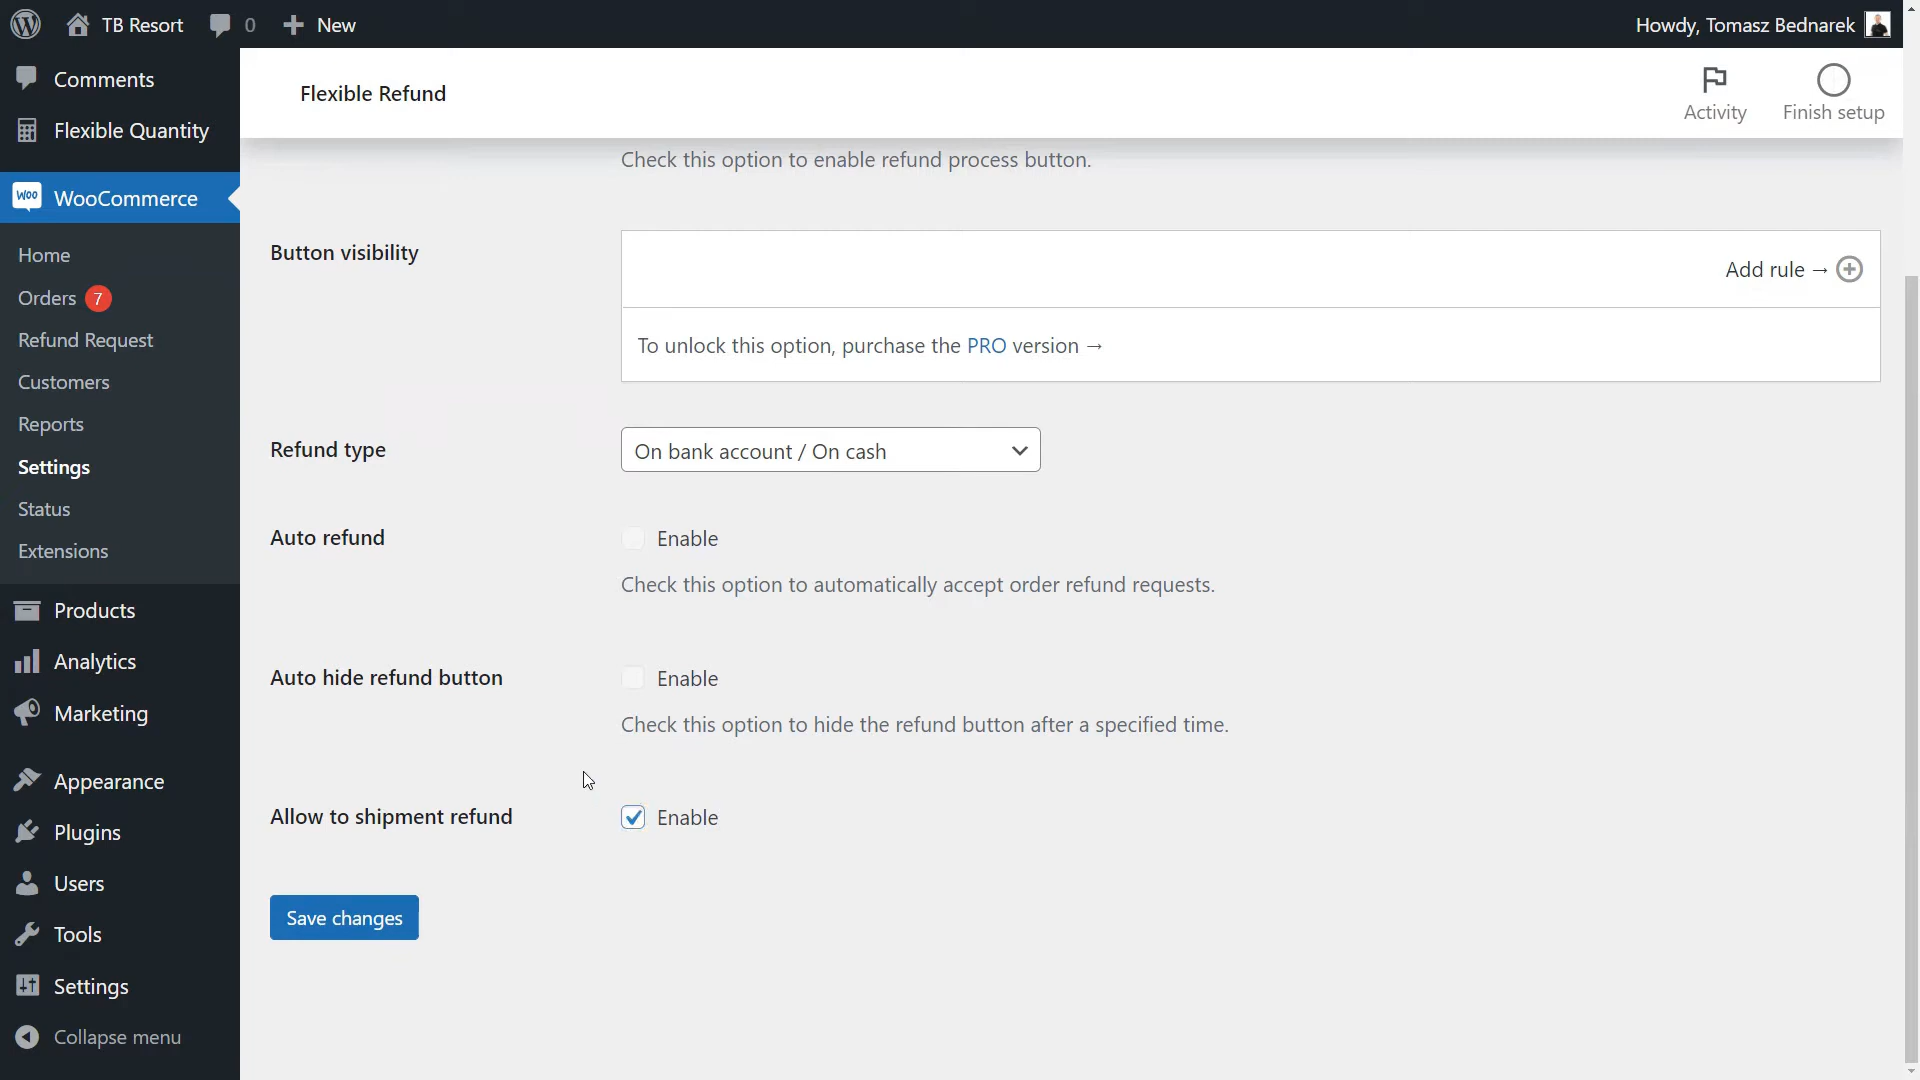 TB Resort
0
New
Howdy, Tomasz Bednarek
Comments
Flexible Quantity
Woo
WooCommerce
Home
Orders 7
Refund Request
Customers
Reports
Settings
Status
Extensions
Products
Analytics
Marketing
Appearance
Plugins
Users
Tools
Settings
Collapse menu
Flexible Refund
Activity
Finish setup
Check this option to enable refund process button.
Button visibility
Add rule →
To unlock this option, purchase the PRO version →
Refund type
On bank account / On cash
Auto refund
Enable
Check this option to automatically accept order refund requests.
Auto hide refund button
Enable
Check this option to hide the refund button after a specified time.
Allow to shipment refund
Enable
Save changes